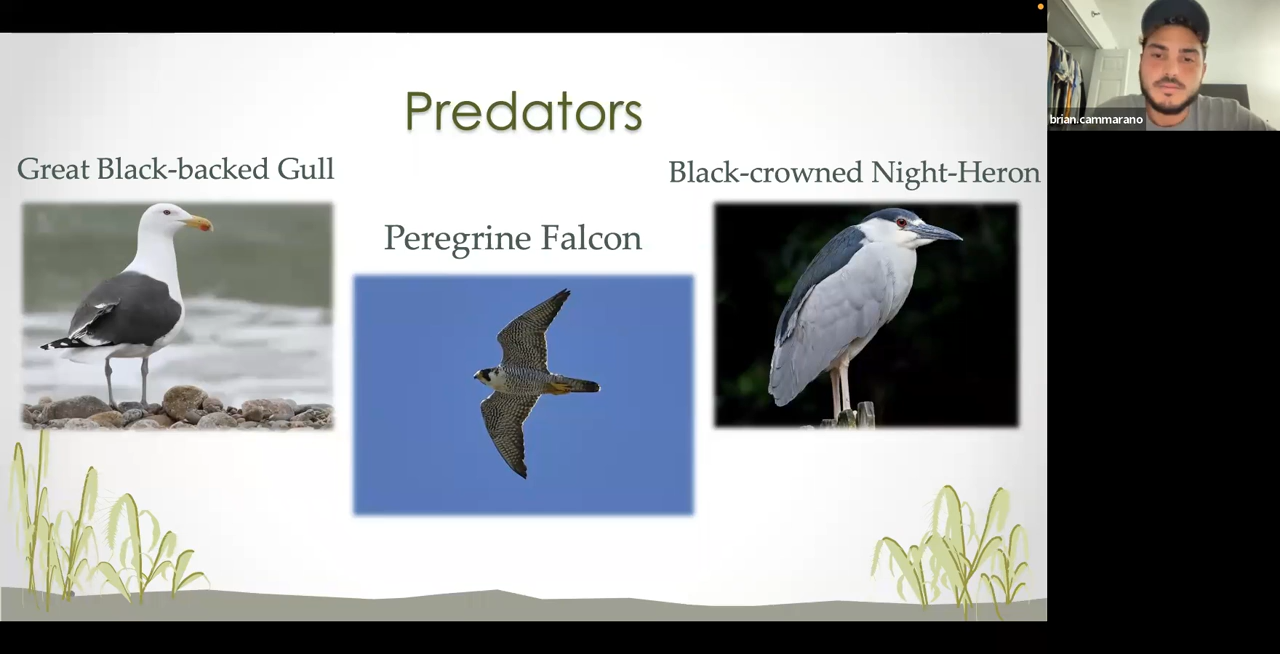 Predators
Great Black-backed Gull
Peregrine Falcon
Black-crowned Night-Heron
brian.cammarano